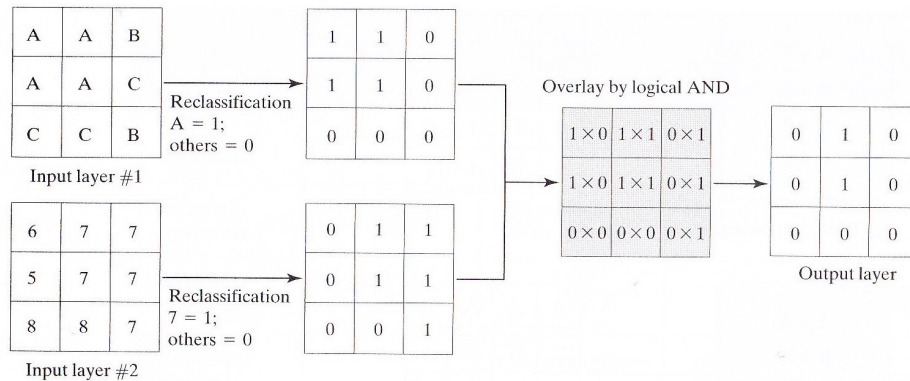 A A B
A A C
C C B
Input layer #1
Reclassification
A = 1;
others = 0
1 1 0
1 1 0
0 0 0
6 7 7
5 7 7
8 8 7
Input layer #2
Reclassification
7 = 1;
others = 0
0 1 1
0 1 1
0 0 1
Overlay by logical AND
1 × 0 1 × 1 0 × 1
1 × 0 1 × 1 0 × 1
0 × 0 0 × 0 0 × 1
0 1 0
0 1 0
0 0 0
Output layer